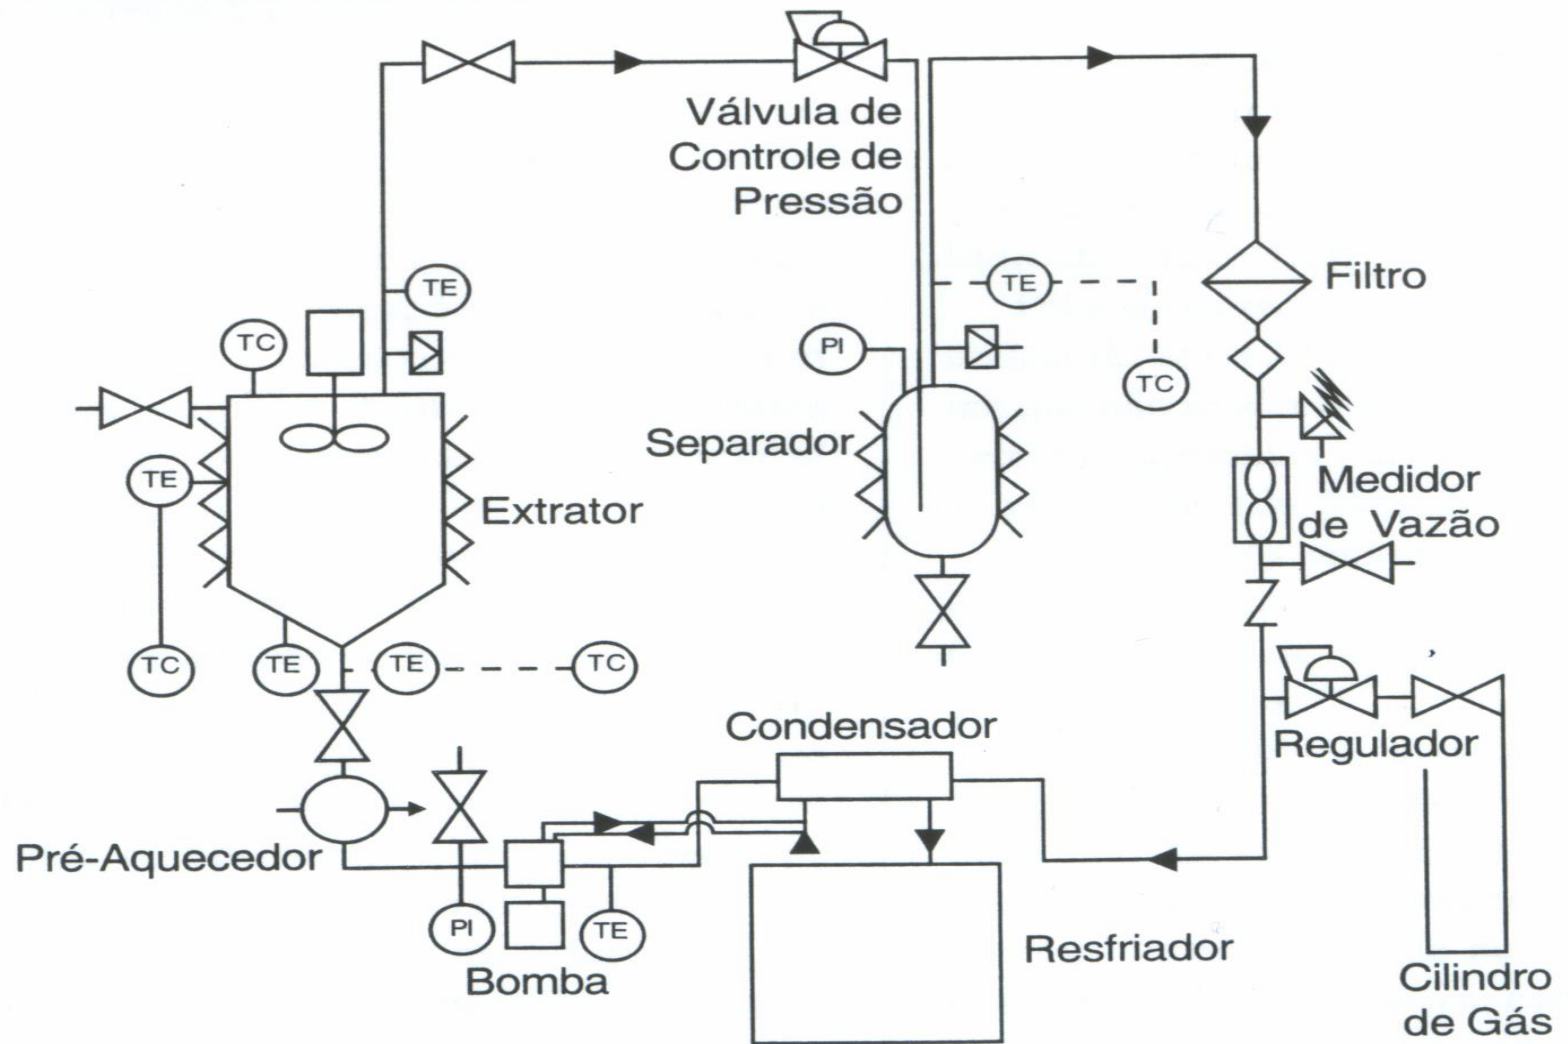 Válvula de
Controle de
Pressão
TE
TE
Filtro
TC
PI
TC
Separador
TE
Extrator
Medidor
de Vazão
TC
TE
TE
TC
Condensador
Regulador
Pré-Aquecedor
PI
TE
Bomba
Resfriador
Cilindro
de Gás